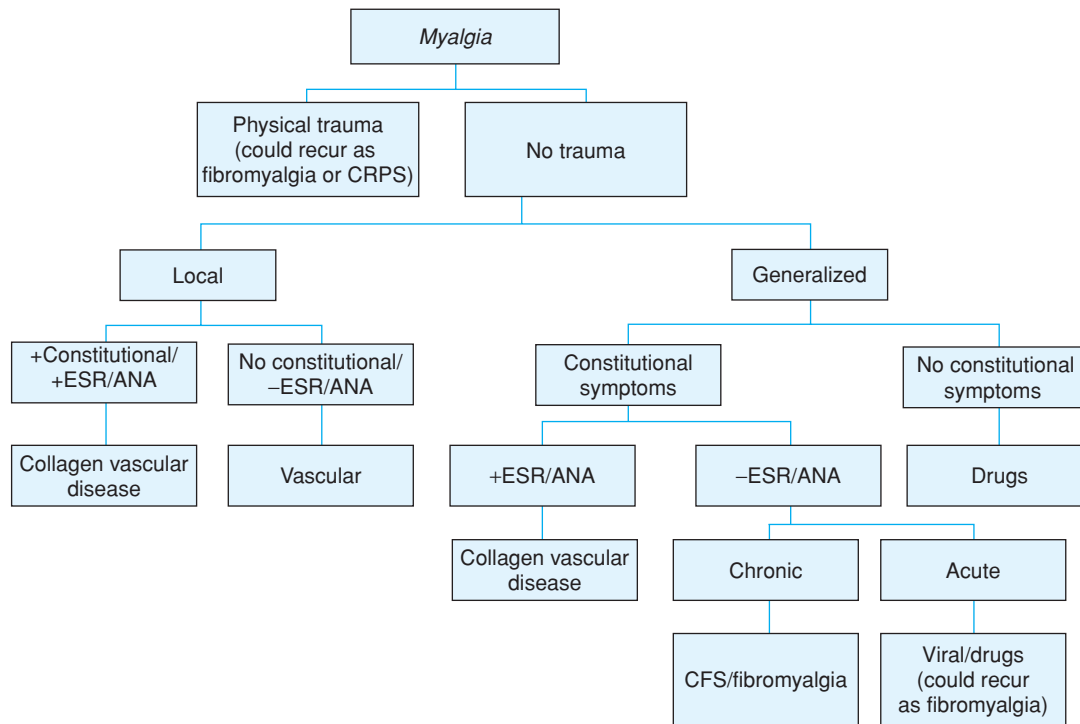 Myalgia
Physical trauma
(could recur as
fibromyalgia or CRPS)
No trauma
Local
Generalized
+Constitutional/
+ESR/ANA
No constitutional/
−ESR/ANA
Constitutional
symptoms
No constitutional
symptoms
Collagen vascular
disease
Vascular
+ESR/ANA
−ESR/ANA
Drugs
Collagen vascular
disease
Chronic
Acute
CFS/fibromyalgia
Viral/drugs
(could recur
as fibromyalgia)